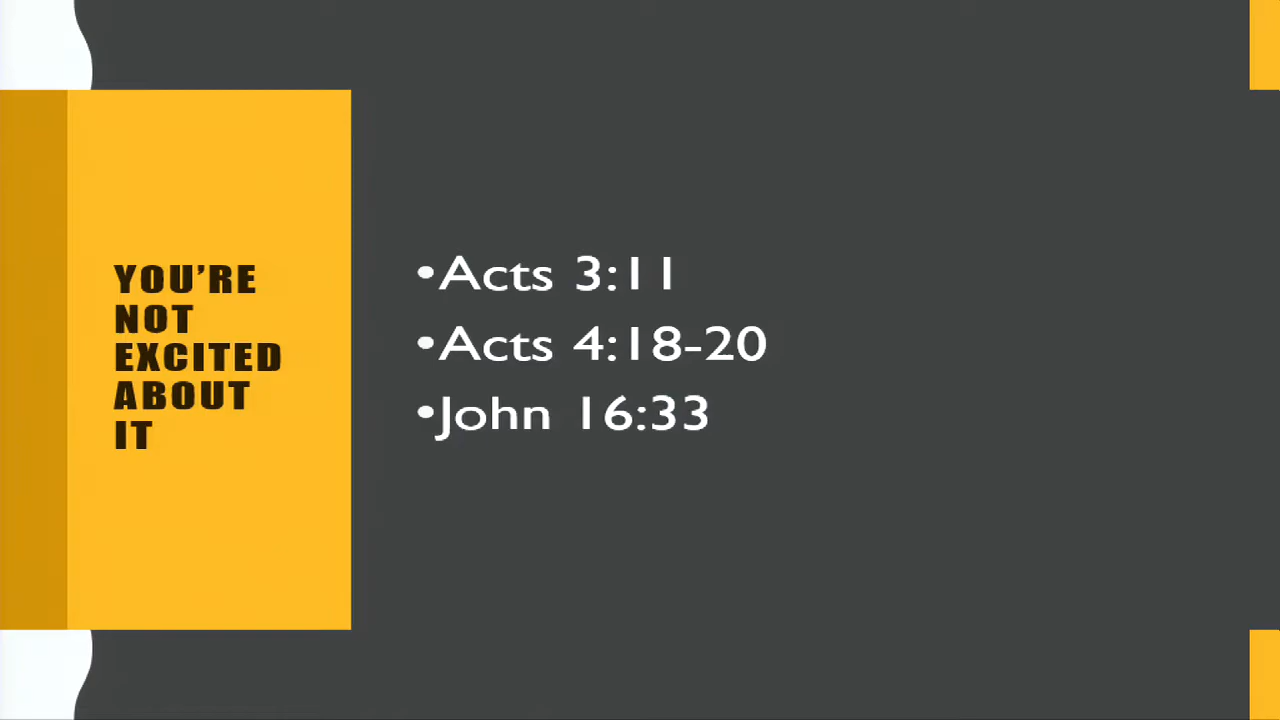 YOU’RE
NOT
EXCITED
ABOUT
IT
•Acts 3:11
•Acts 4:18-20
•John 16:33